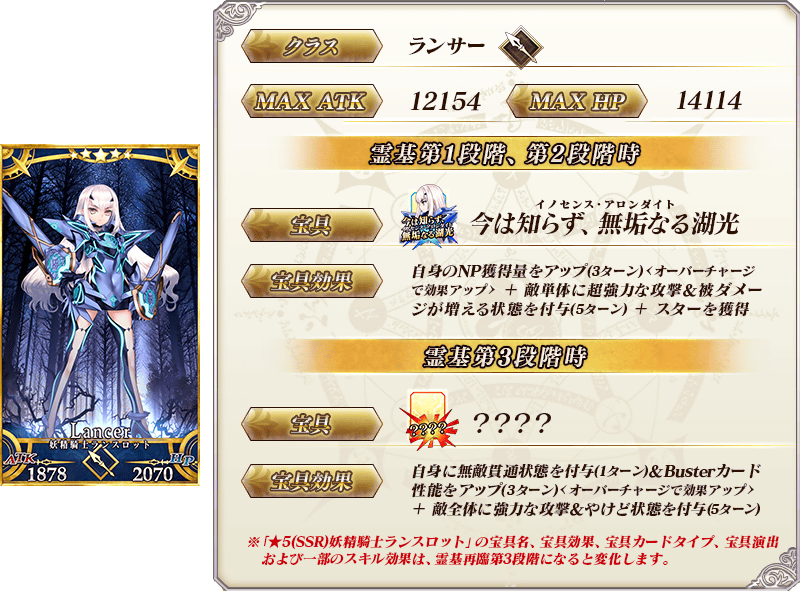 クラス ランサー
MAX ATK 12154 MAX HP 14114
霊基第1段階、第2段階時
イノセンス・アロンダイト
宝具 今は知らず、無垢なる湖光
今は知らず、
無垢なる湖光
宝具効果
自身のNP獲得量をアップ(3ターン)<オーバーチャージ
で効果アップ> ＋ 敵単体に超強力な攻撃＆被ダメー
ジが増える状態を付与(5ターン) ＋ スターを獲得
霊基第3段階時
宝具 ????
????
宝具効果
自身に無敵貫通状態を付与(1ターン)&Busterカード
性能をアップ(3ターン)<オーバーチャージで効果アップ>
＋ 敵全体に強力な攻撃&やけど状態を付与(5ターン)
※「★5(SSR)妖精騎士ランスロット」の宝具名、宝具効果、宝具カードタイプ、宝具演出
および一部のスキル効果は、霊基再臨第3段階になると変化します。
Lancer
妖精騎士ランスロット
ATK HP
1878 2070